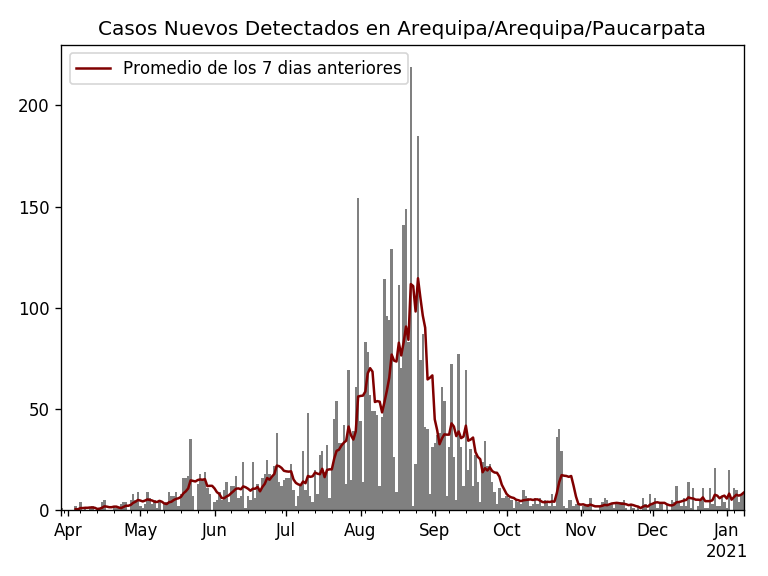 Casos Nuevos Detectados en Arequipa/Arequipa/Paucarpata
Promedio de los 7 dias anteriores
200
150
100
50
0
Apr May Jun Jul Aug Sep Oct Nov Dec Jan
2021